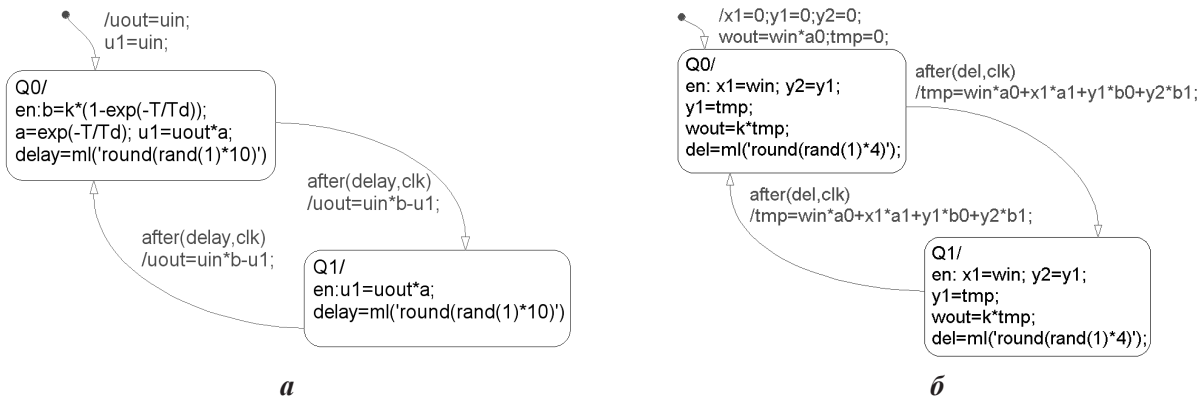 /uout=uin;
u1=uin;
Q0/
en:b=k*(1-exp(-T/Td));
a=exp(-T/Td); u1=uout*a;
delay=ml('round(rand(1)*10)')
after(delay,clk)
/uout=uin*b-u1;
after(delay,clk)
/uout=uin*b-u1;
Q1/
en:u1=uout*a;
delay=ml('round(rand(1)*10)')
а
/x1=0;y1=0;y2=0;
wout=win*a0;tmp=0;
Q0/
en: x1=win; y2=y1;
y1=tmp;
wout=k*tmp;
del=ml('round(rand(1)*4)');
after(del,clk)
/tmp=win*a0+x1*a1+y1*b0+y2*b1;
after(del,clk)
/tmp=win*a0+x1*a1+y1*b0+y2*b1;
Q1/
en: x1=win; y2=y1;
y1=tmp;
wout=k*tmp;
del=ml('round(rand(1)*4)');
б